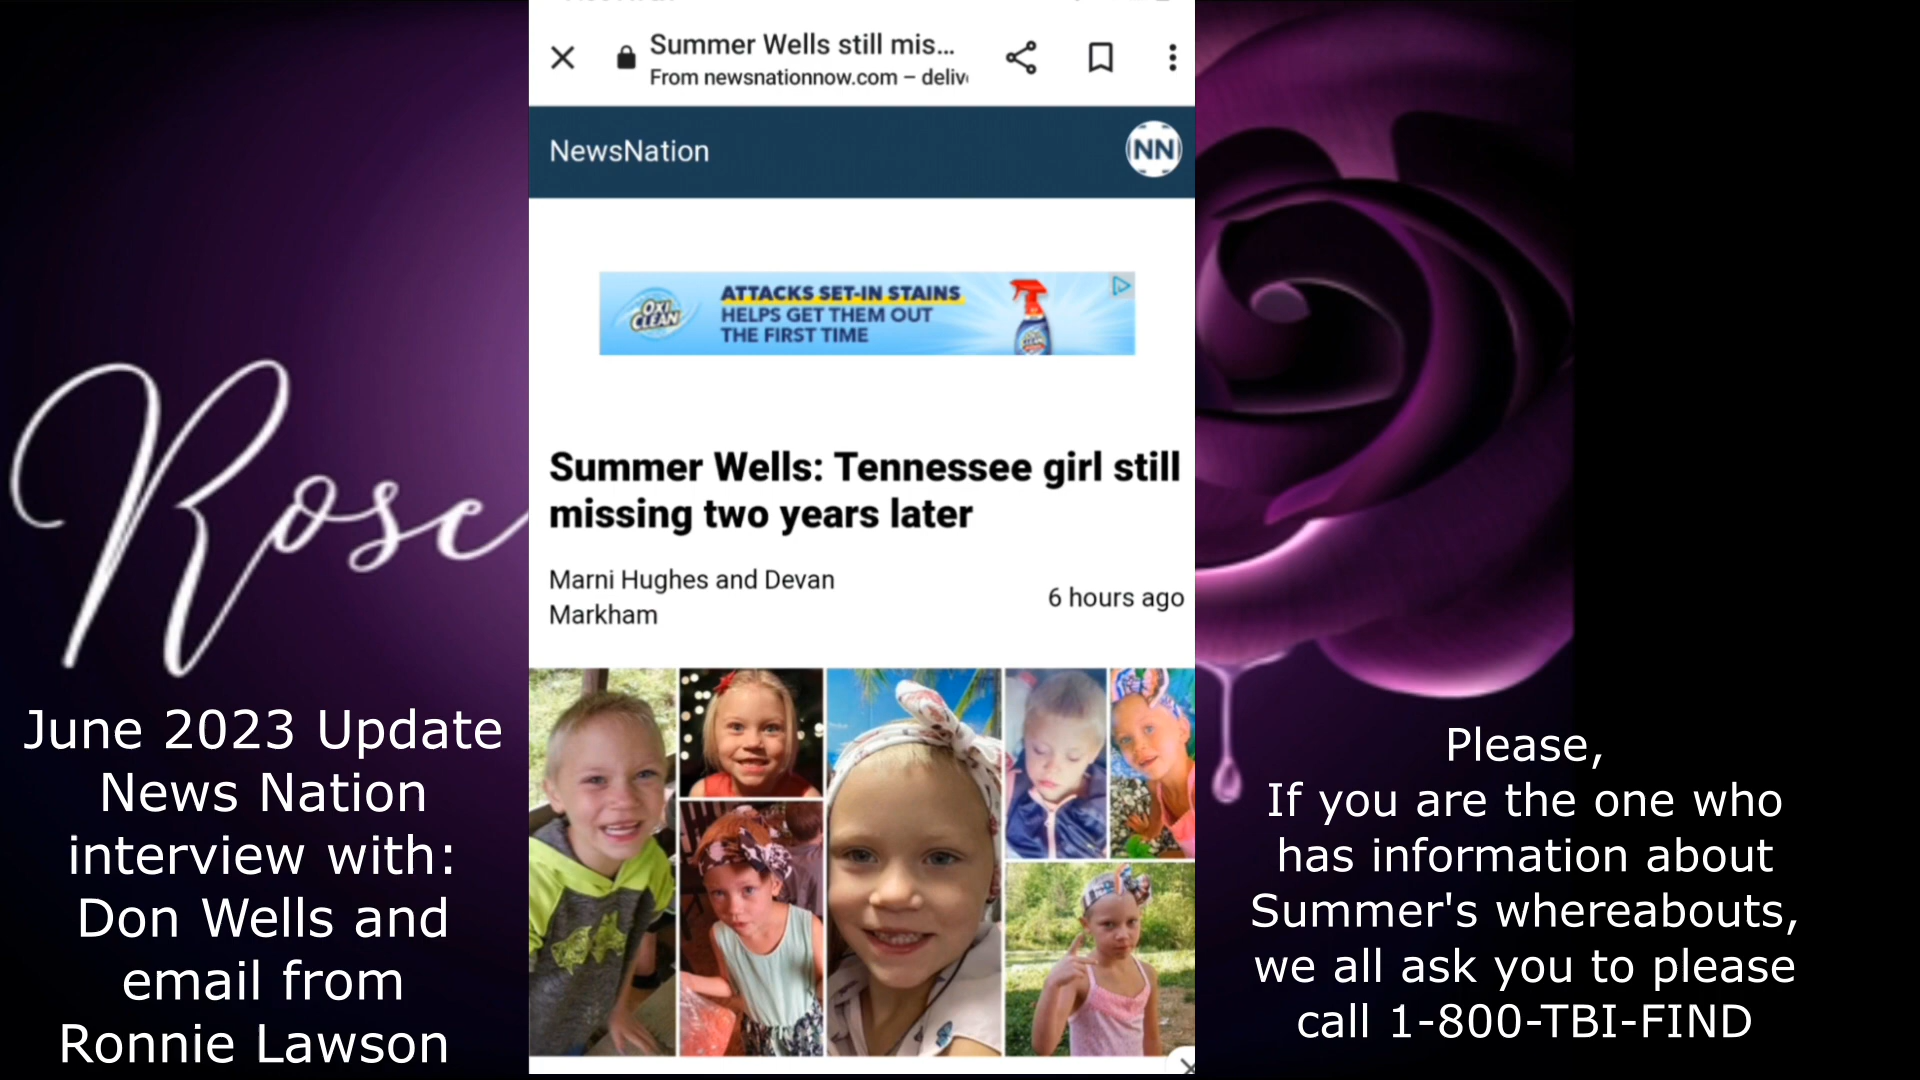 Rose
June 2023 Update
News Nation
interview with:
Don Wells and
email from
Ronnie Lawson
Summer Wells still mis...
From newsnationnow.com – deliv
NewsNation
NN
OXI
CLEAN
ATTACKS SET-IN STAINS
HELPS GET THEM OUT
THE FIRST TIME
Summer Wells: Tennessee girl still
missing two years later
Marni Hughes and Devan
Markham
6 hours ago
Please,
If you are the one who
has information about
Summer's whereabouts,
we all ask you to please
call 1-800-TBI-FIND